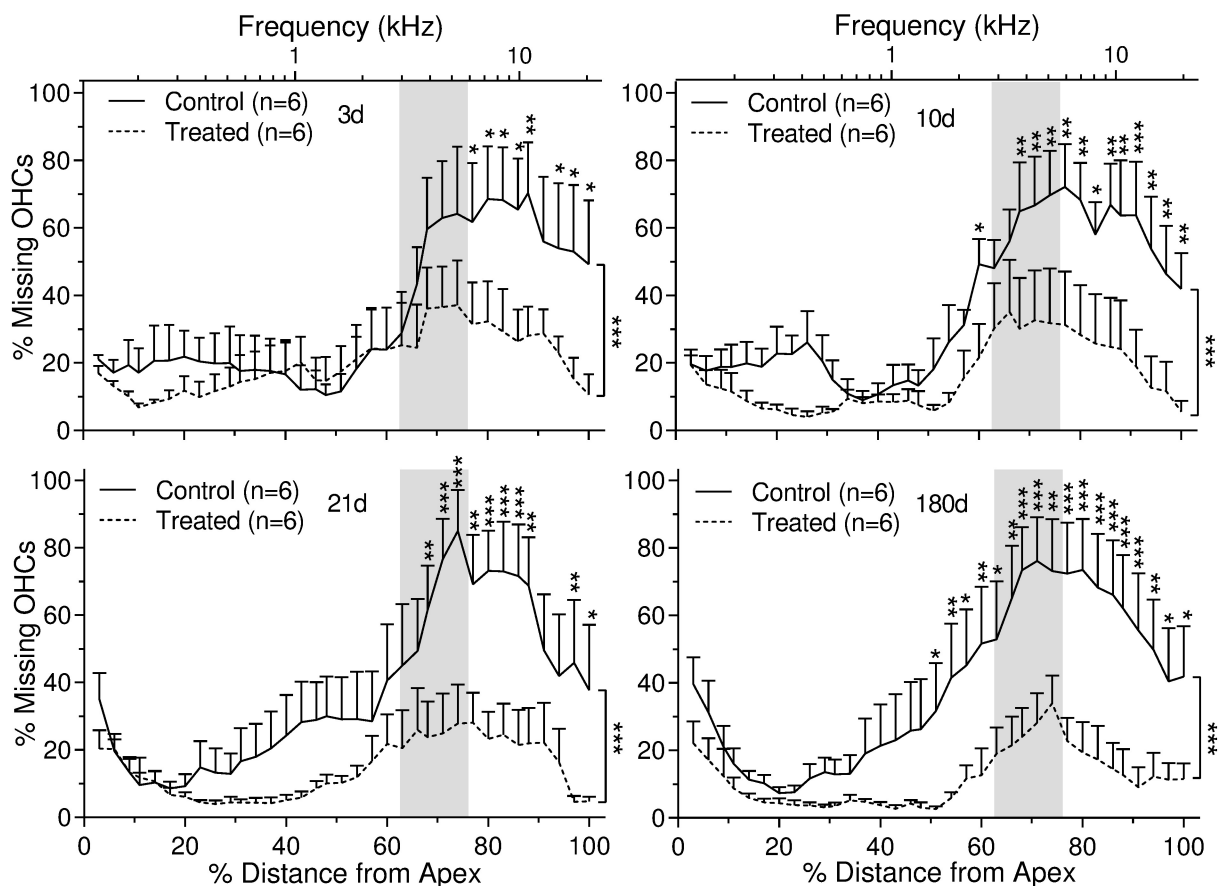 Frequency (kHz)
1 10
Frequency (kHz)
1 10
100
80
60
40
20
0
% Missing OHCs
Control (n=6)
Treated (n=6)
3d
* * * * ** * * *
***
100
80
60
40
20
0
Control (n=6)
Treated (n=6)
10d
* ** ** ** ** ** * ** ** *** ** ** **
***
100
80
60
40
20
0
% Missing OHCs
Control (n=6)
Treated (n=6)
21d
** *** *** ** *** *** *** ** ** *
***
0 20 40 60 80 100
% Distance from Apex
100
80
60
40
20
0
Control (n=6)
Treated (n=6)
180d
* ** * ** * ** *** *** ** *** *** *** *** *** *** ** * *
***
0 20 40 60 80 100
% Distance from Apex